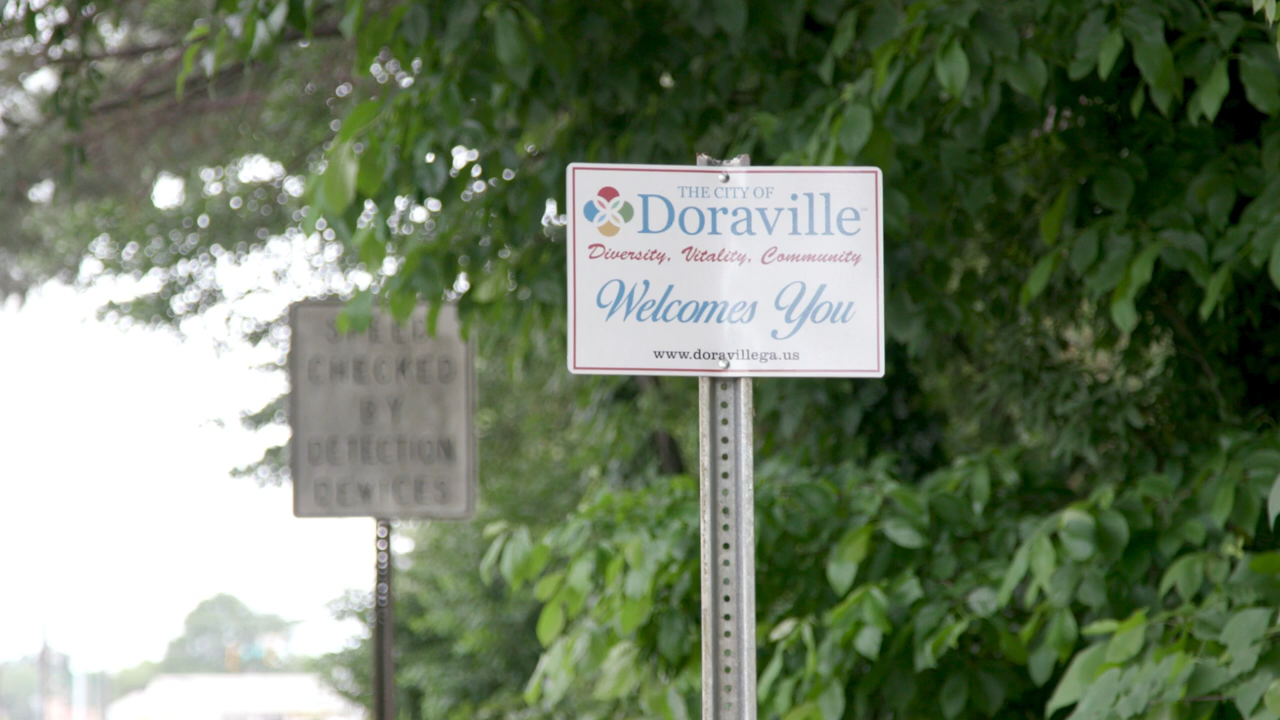 THE CITY OF
Doraville
Diversity, Vitality, Community
Welcomes You
www.doravillega.us
SPEED
CHECKED
BY
DETECTION
DEVICES